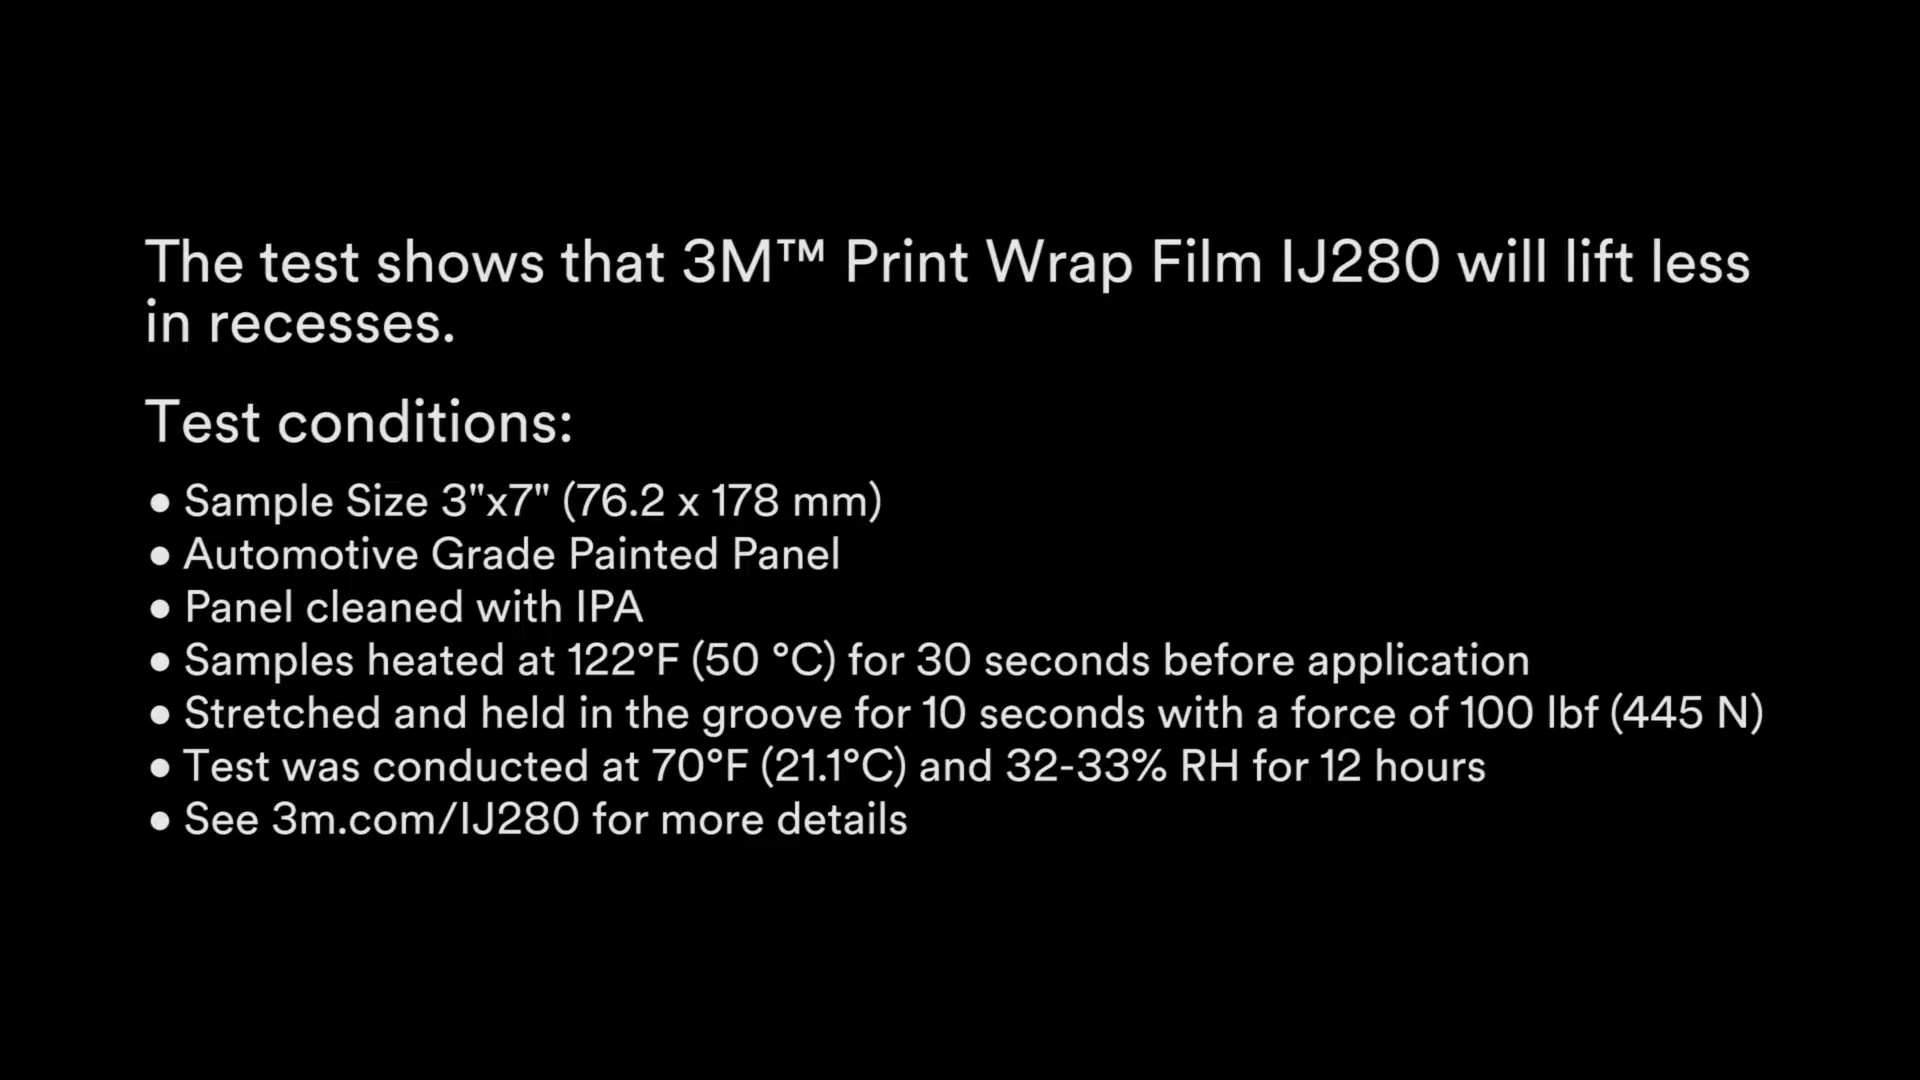 The test shows that 3M™ Print Wrap Film IJ280 will lift less
in recesses.
Test conditions:
● Sample Size 3"x7" (76.2 x 178 mm)
● Automotive Grade Painted Panel
● Panel cleaned with IPA
● Samples heated at 122°F (50 °C) for 30 seconds before application
● Stretched and held in the groove for 10 seconds with a force of 100 lbf (445 N)
● Test was conducted at 70°F (21.1°C) and 32-33% RH for 12 hours
● See 3m.com/IJ280 for more details